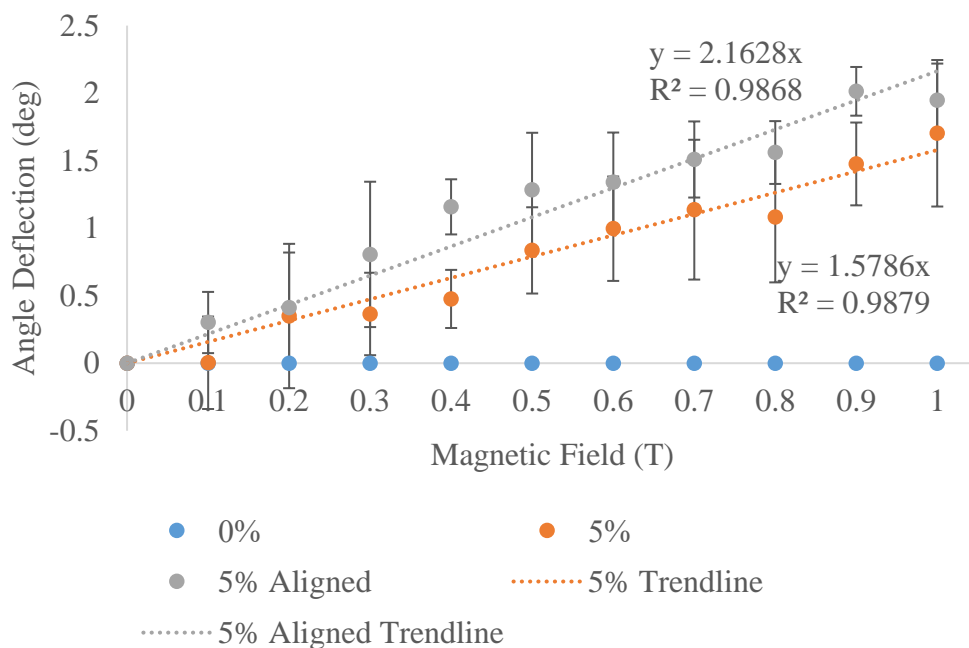 2.5
y = 2.1628x
R² = 0.9868
2
1.5
1
y = 1.5786x
R² = 0.9879
0.5
0
0 0.1 0.2 0.3 0.4 0.5 0.6 0.7 0.8 0.9 1
-0.5
Angle Deflection (deg)
Magnetic Field (T)
0% 5%
5% Aligned 5% Trendline
5% Aligned Trendline